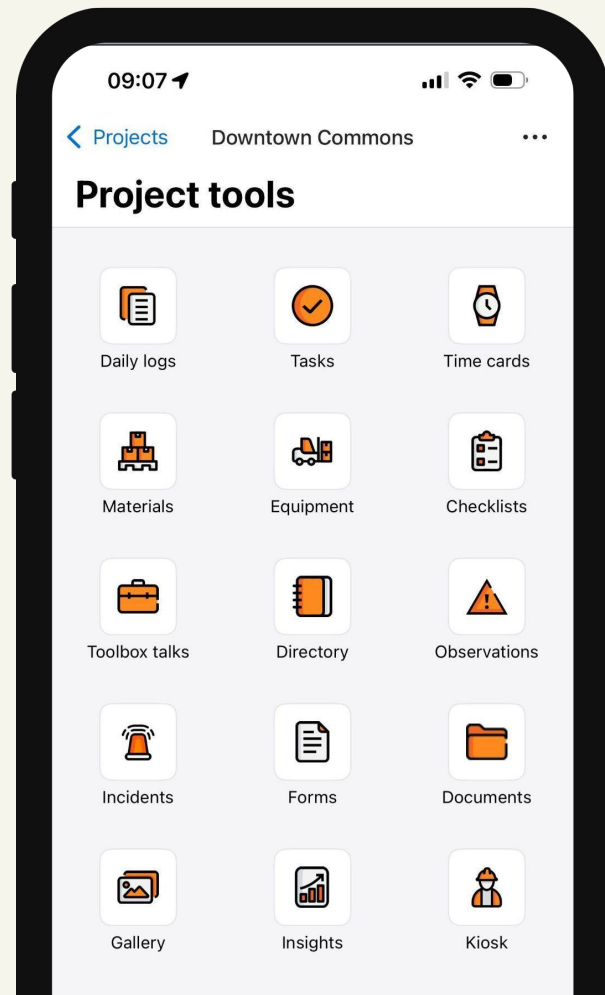 09:07
Projects Downtown Commons
Project tools
Daily logs Tasks Time cards
Materials Equipment Checklists
Toolbox talks Directory Observations
Incidents Forms Documents
Gallery Insights Kiosk